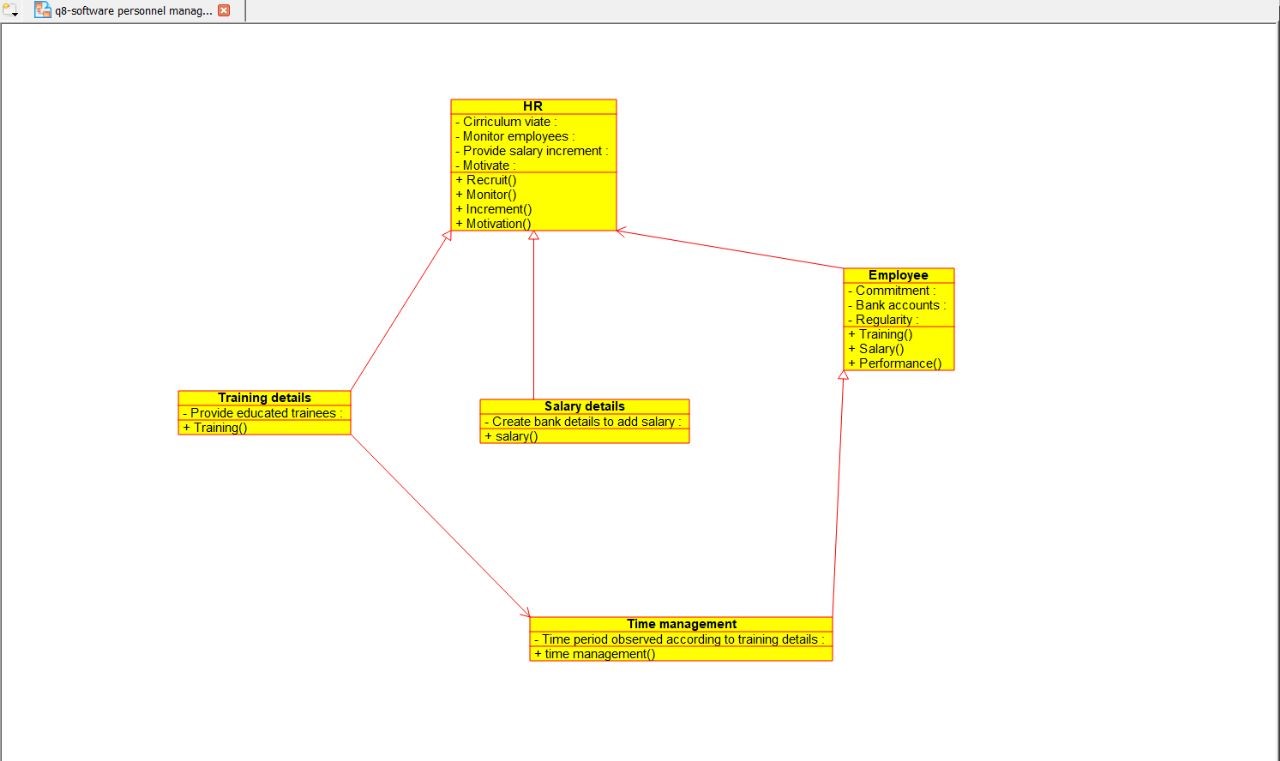 q8-software personnel manag...
HR
- Cirriculum viate :
- Monitor employees :
- Provide salary increment :
- Motivate :
+ Recruit()
+ Monitor()
+ Increment()
+ Motivation()
Employee
- Commitment :
- Bank accounts :
- Regularity :
+ Training()
+ Salary()
+ Performance()
Training details
- Provide educated trainees :
+ Training()
Salary details
- Create bank details to add salary :
+ salary()
Time management
- Time period observed according to training details :
+ time management()